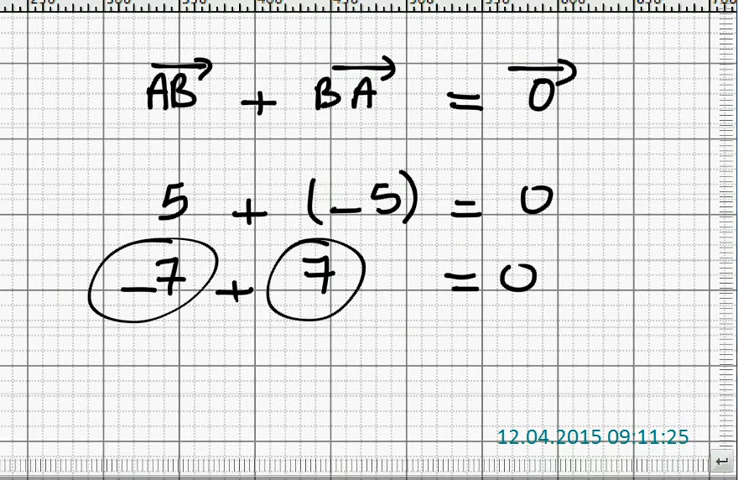 AB + BA = 0
5 + (-5) = 0
-7 + 7 = 0
12.04.2015 09:11:25